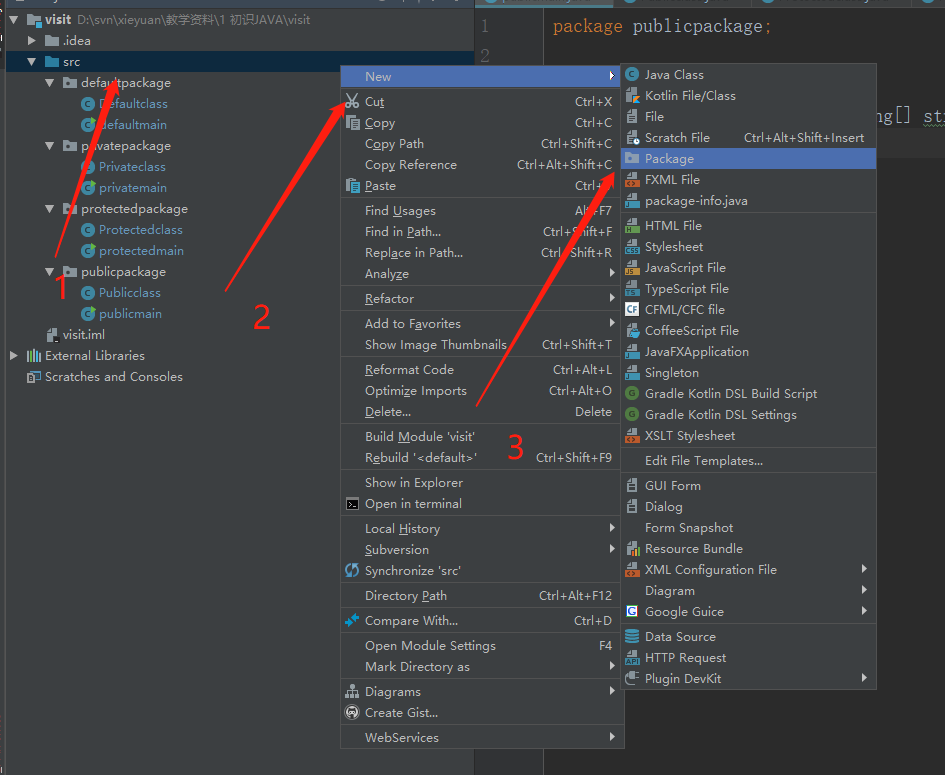 visit D:\svn\xieyuan\教学资料\1 初识JAVA\visit
.idea
src
defaultpackage
Defaultclass
defaultmain
privatepackage
Privateclass
privatemain
protectedpackage
Protectedclass
protectedmain
publicpackage
Publicclass
publicmain
visit.iml
External Libraries
Scratches and Consoles
1
2
3
1 package publicpackage;
2
ng[] st
New
Cut Ctrl+X
Copy Ctrl+C
Copy Path Ctrl+Shift+C
Copy Reference Ctrl+Alt+Shift+C
Paste Ctrl+
Find Usages Alt+F7
Find in Path... Ctrl+Shift+F
Replace in Path... Ctrl+Shift+R
Analyze
Refactor
Add to Favorites
Show Image Thumbnails Ctrl+Shift+T
Reformat Code Ctrl+Alt+L
Optimize Imports Ctrl+Alt+O
Delete... Delete
Build Module 'visit'
Rebuild '<default>' Ctrl+Shift+F9
Show in Explorer
Open in terminal
Local History
Subversion
Synchronize 'src'
Directory Path Ctrl+Alt+F12
Compare With... Ctrl+D
Open Module Settings F4
Mark Directory as
Diagrams
Create Gist...
WebServices
Java Class
Kotlin File/Class
File
Scratch File Ctrl+Alt+Shift+Insert
Package
FXML File
package-info.java
HTML File
Stylesheet
JavaScript File
TypeScript File
CFML/CFC file
CoffeeScript File
JavaFXApplication
Singleton
Gradle Kotlin DSL Build Script
Gradle Kotlin DSL Settings
XSLT Stylesheet
Edit File Templates...
GUI Form
Dialog
Form Snapshot
Resource Bundle
XML Configuration File
Diagram
Google Guice
Data Source
HTTP Request
Plugin DevKit